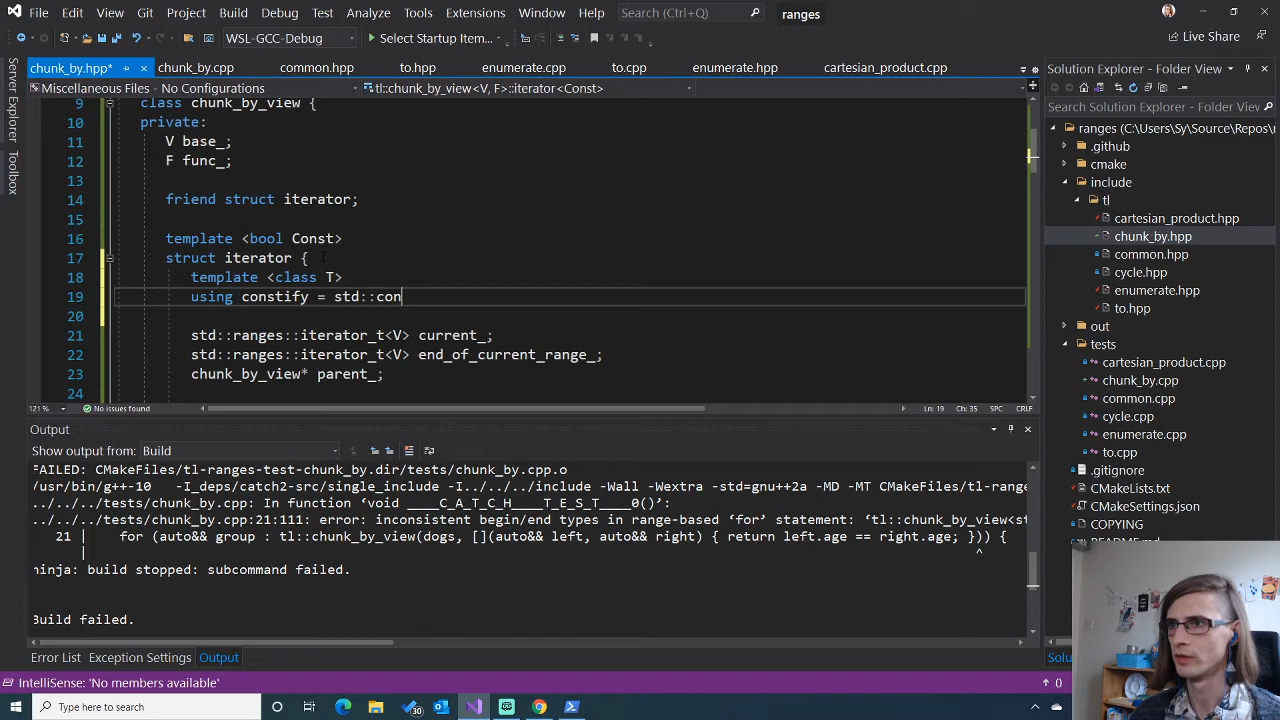 File Edit View Git Project Build Debug Test Analyze Tools Extensions Window Help Search (Ctrl+Q) ranges
WSL-GCC-Debug Select Startup Item... Live Share
chunk_by.hpp* chunk_by.cpp common.hpp to.hpp enumerate.cpp to.cpp enumerate.hpp cartesian_product.cpp
Miscellaneous Files - No Configurations tl::chunk_by_view<V, F>::iterator<Const>
Server Explorer
Toolbox
9 class chunk_by_view {
10 private:
11 V base_;
12 F func_;
13
14 friend struct iterator;
15
16 template <bool Const>
17 struct iterator {
18 template <class T>
19 using constify = std::con
20
21 std::ranges::iterator_t<V> current_;
22 std::ranges::iterator_t<V> end_of_current_range_;
23 chunk_by_view* parent_;
24
121 % No issues found Ln: 19 Ch: 35 SPC CRLF
Output
Show output from: Build
FAILED: CMakeFiles/tl-ranges-test-chunk_by.dir/tests/chunk_by.cpp.o
/usr/bin/g++-10 -I_deps/catch2-src/single_include -I../../../include -Wall -Wextra -std=gnu++2a -MD -MT CMakeFiles/tl-rang
../../../tests/chunk_by.cpp: In function ‘void ____C_A_T_C_H____T_E_S_T____0()’:
../../../tests/chunk_by.cpp:21:111: error: inconsistent begin/end types in range-based ‘for’ statement: ‘tl::chunk_by_view<st
21 | for (auto&& group : tl::chunk_by_view(dogs, [](auto&& left, auto&& right) { return left.age == right.age; })) {
| ^
ninja: build stopped: subcommand failed.
Build failed.
Error List Exception Settings Output
IntelliSense: 'No members available' 0
Type here to search 30
Solution Explorer - Folder View
Search Solution Explorer - Folder View
ranges (C:\Users\Sy\Source\Repos\r
.github
cmake
include
tl
cartesian_product.hpp
chunk_by.hpp
common.hpp
cycle.hpp
enumerate.hpp
to.hpp
out
tests
cartesian_product.cpp
chunk_by.cpp
common.cpp
cycle.cpp
enumerate.cpp
to.cpp
.gitignore
CMakeLists.txt
CMakeSettings.json
COPYING
README.md
Solu